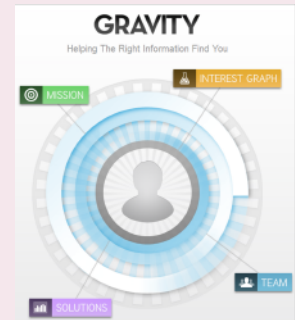 GRAVITY
Helping The Right Information Find You
INTEREST GRAPH
MISSION
TEAM
SOLUTIONS